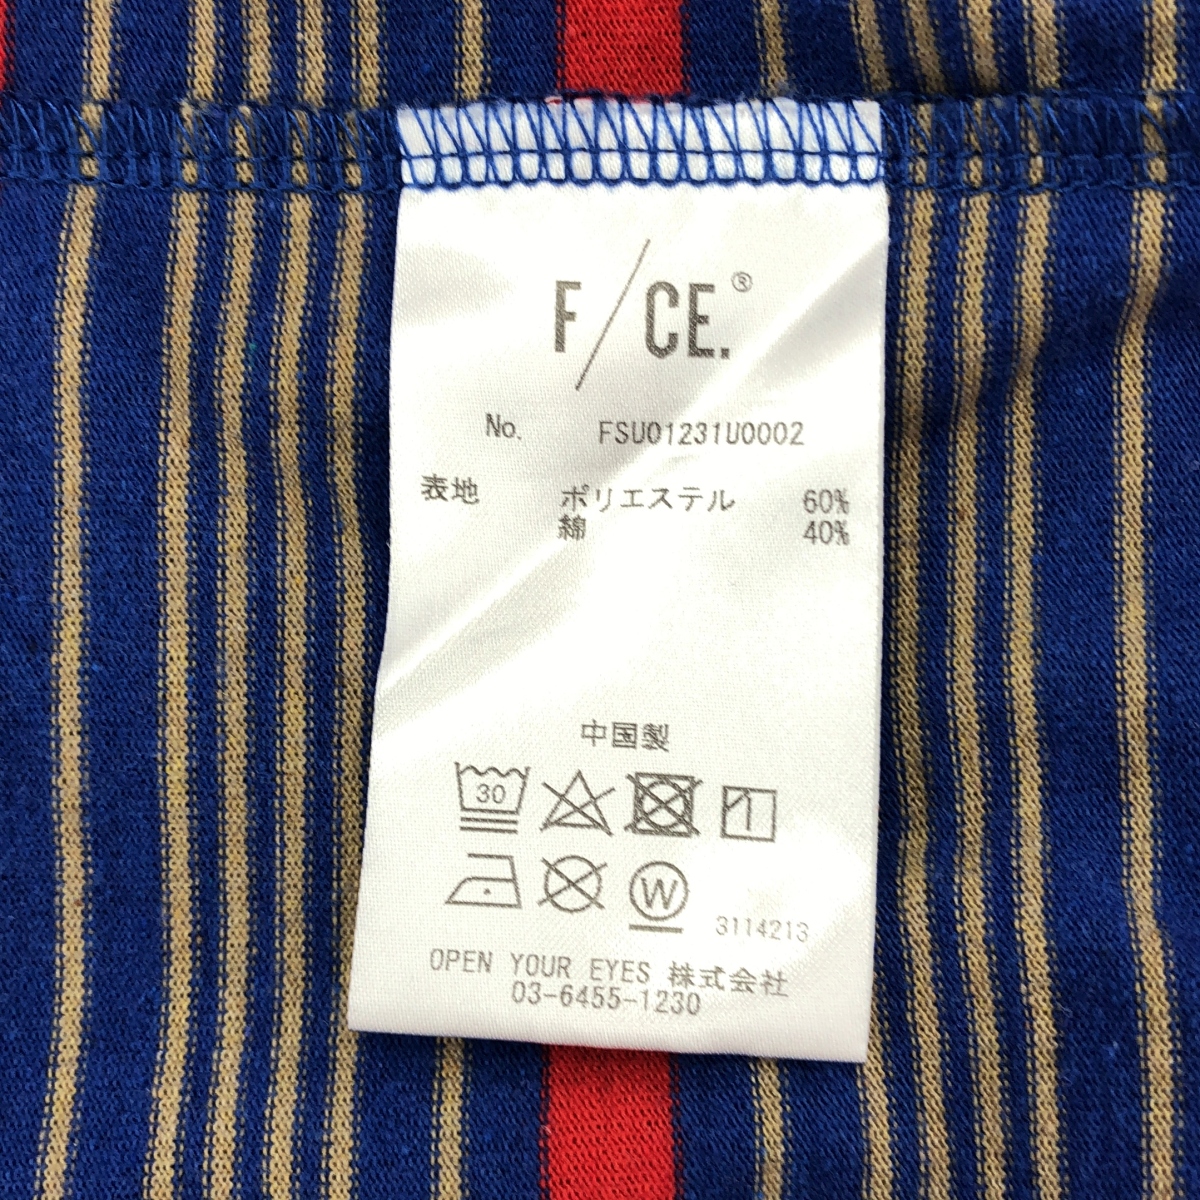 F/CE.®
No. FSU01231U0002
表地 ポリエステル 60%
綿 40%
中国製
30
W
3114213
OPEN YOUR EYES 株式会社
03-6455-1230